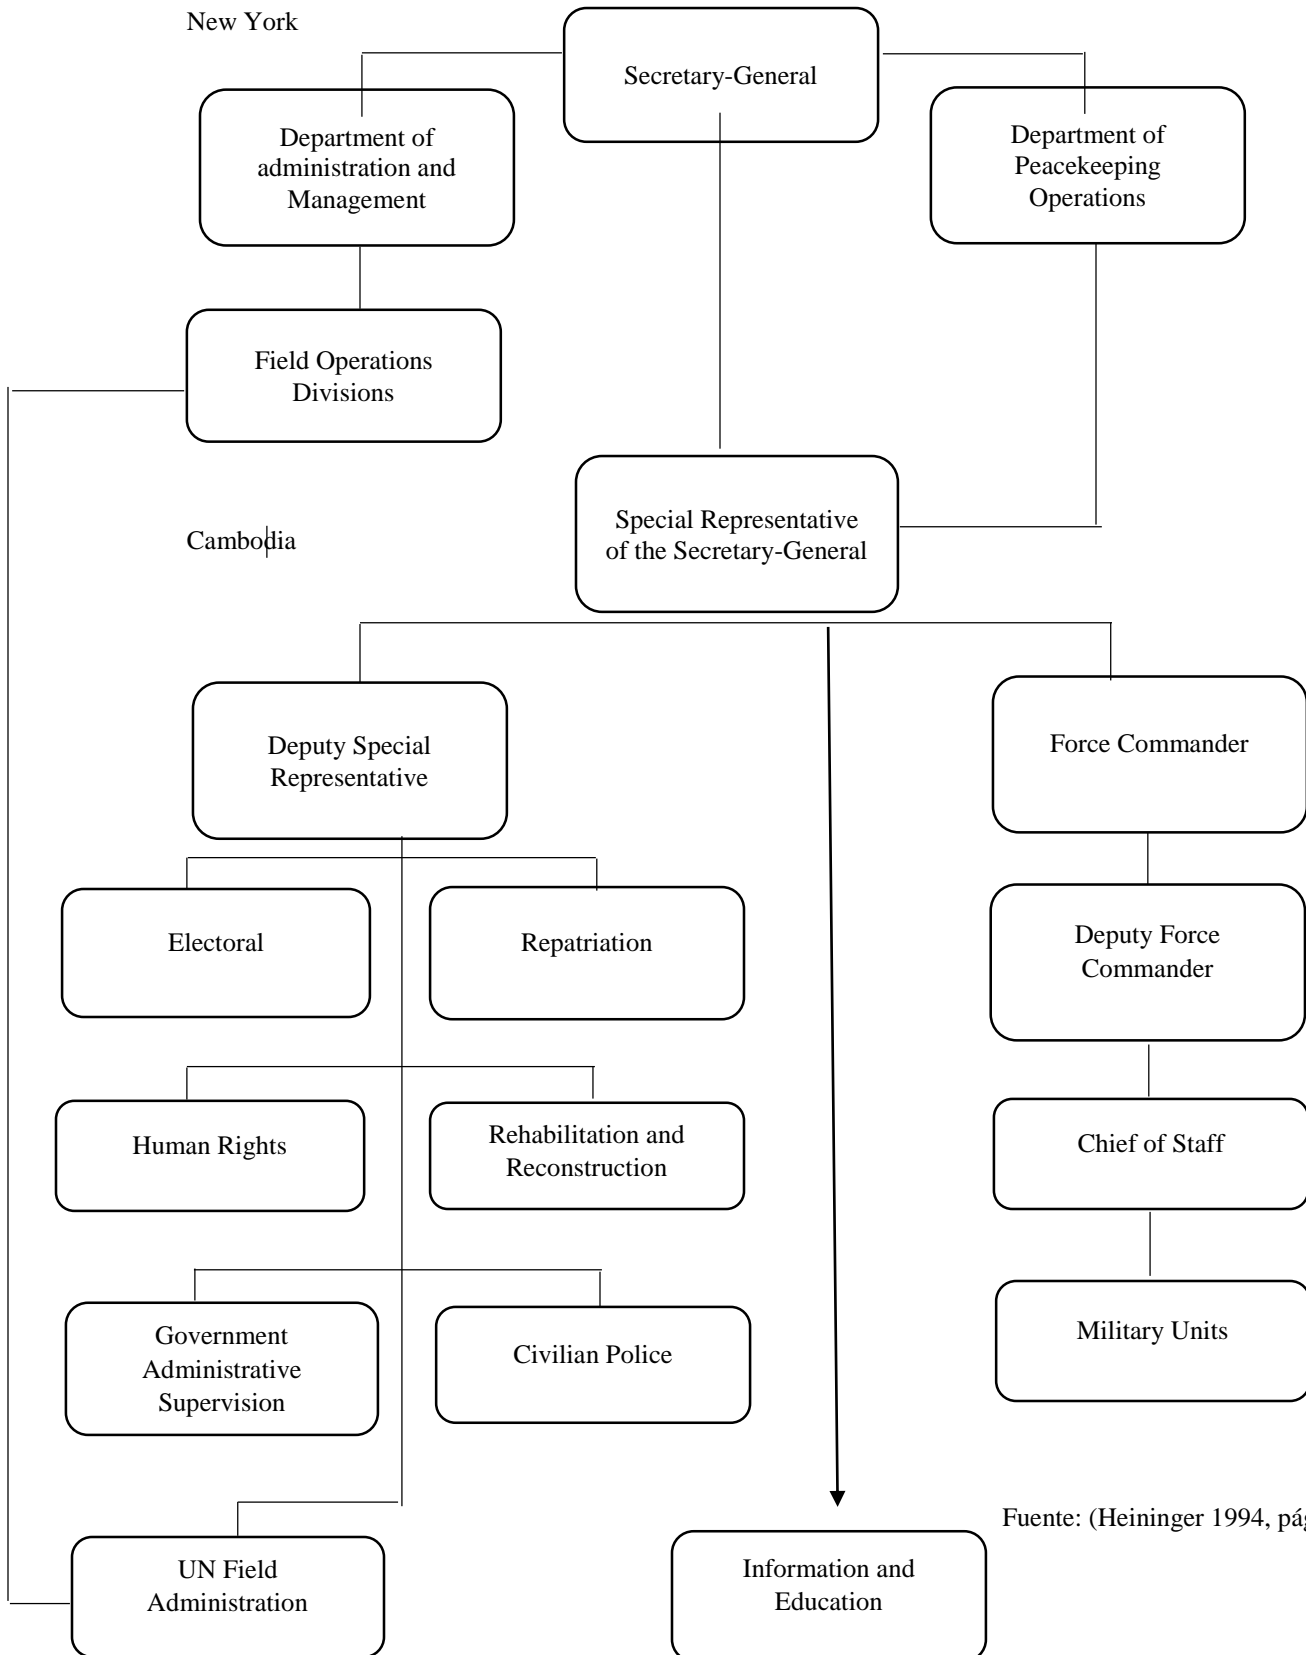 New York
Secretary-General
Department of
administration and
Management
Department of
Peacekeeping
Operations
Field Operations
Divisions
Special Representative
of the Secretary-General
Cambodia
Deputy Special
Representative
Force Commander
Electoral
Repatriation
Deputy Force
Commander
Human Rights
Rehabilitation and
Reconstruction
Chief of Staff
Government
Administrative
Supervision
Civilian Police
Military Units
Fuente: (Heininger 1994, pág
UN Field
Administration
Information and
Education